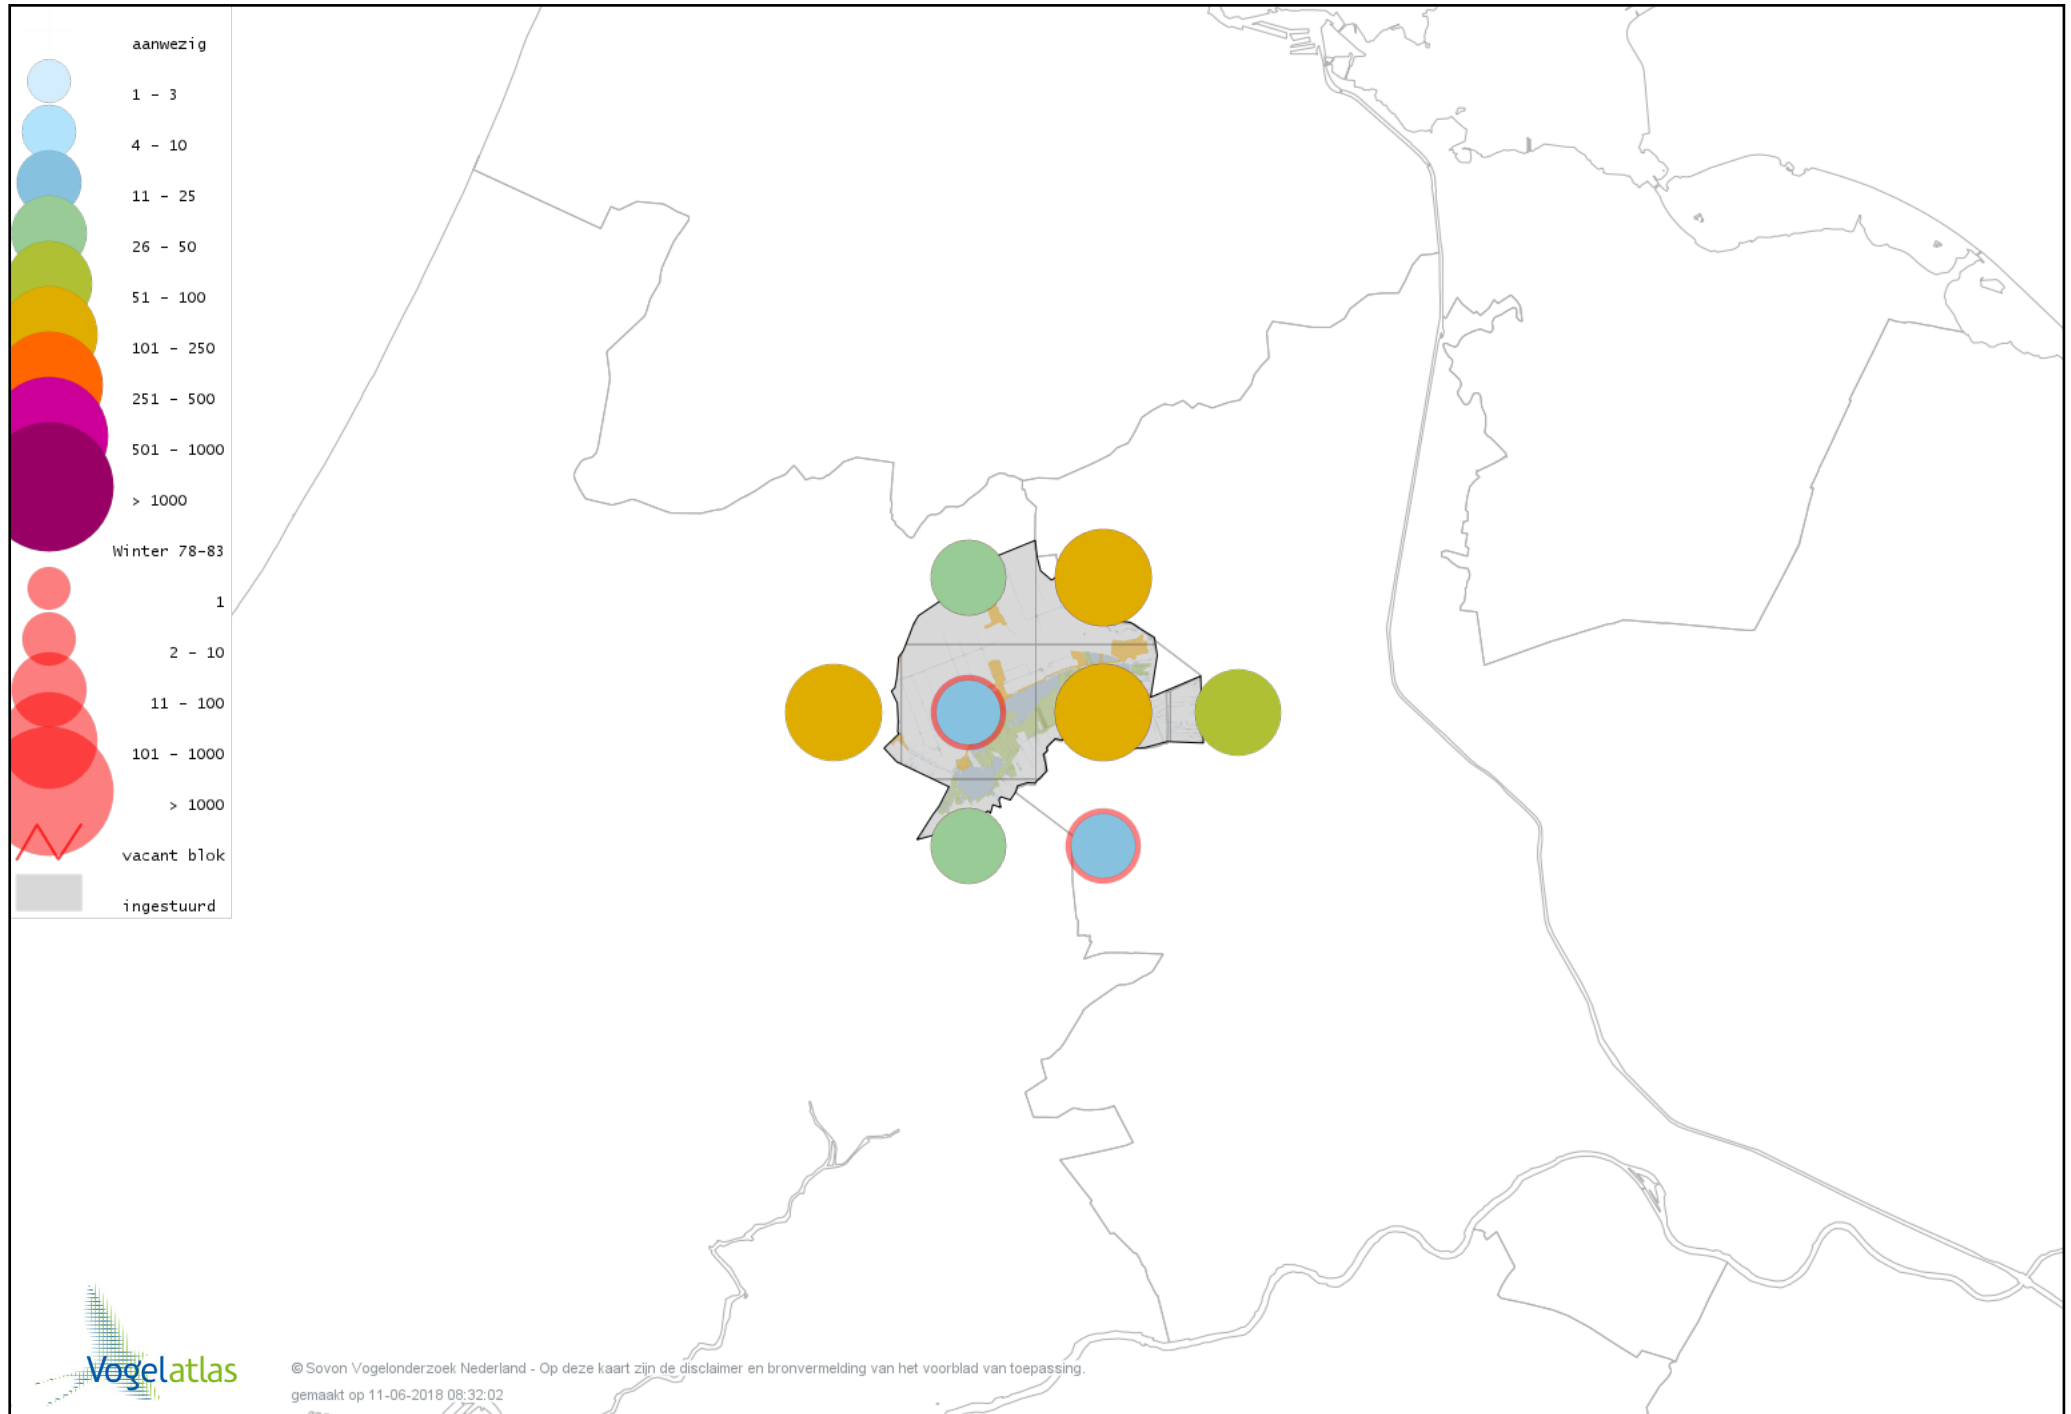 aanwezig
1 - 3
4 - 10
11 - 25
26 - 50
51 - 100
101 - 250
251 - 500
501 - 1000
> 1000
Winter 78-83
1
2 - 10
11 - 100
101 - 1000
> 1000
vacant blok
ingestuurd
Vogelatlas
© Sovon Vogelonderzoek Nederland - Op deze kaart zijn de disclaimer en bronvermelding van het voorblad van toepassing.
gemaakt op 11-06-2018 08:32:02